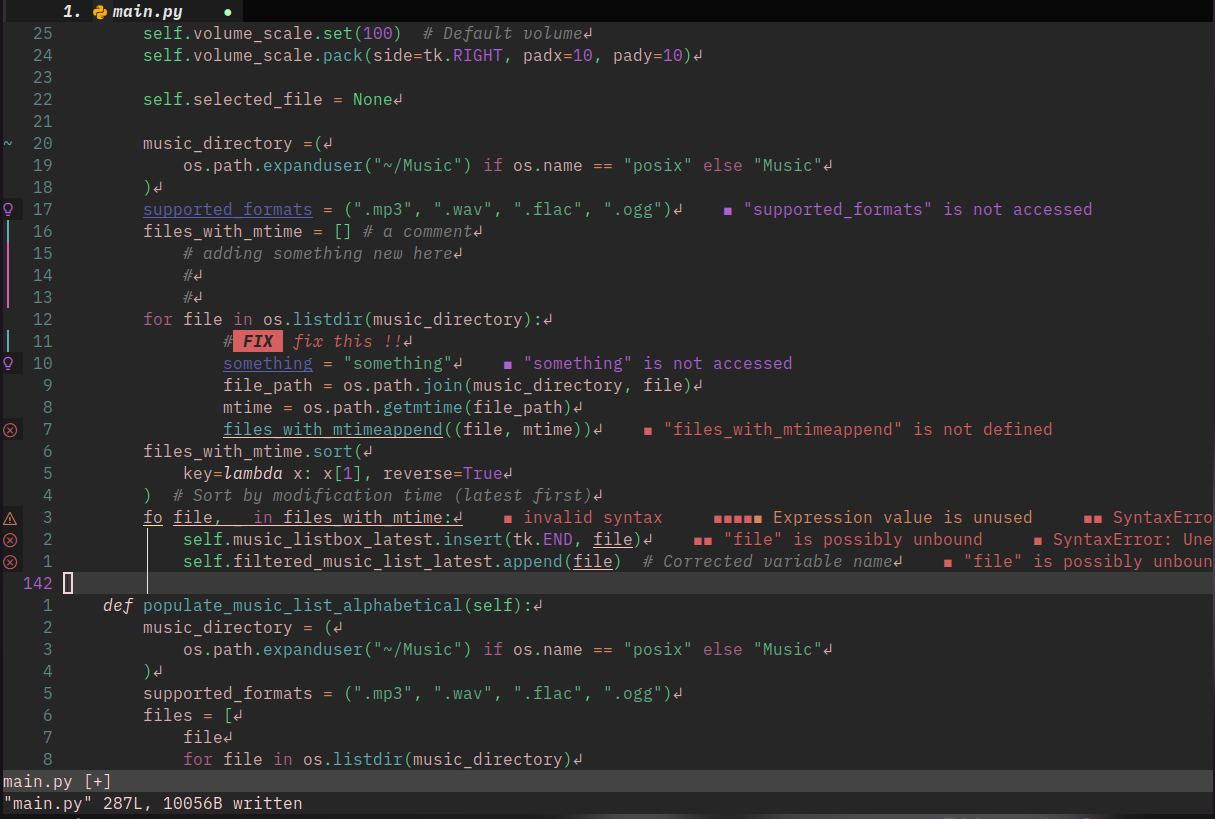 1. main.py ●
25 self.volume_scale.set(100)  # Default volume↲
24 self.volume_scale.pack(side=tk.RIGHT, padx=10, pady=10)↲
23
22 self.selected_file = None↲
21
~ 20 music_directory =(↲
19 os.path.expanduser("~/Music") if os.name == "posix" else "Music"↲
18 )↲
17 supported_formats = (".mp3", ".wav", ".flac", ".ogg")↲ ■ "supported_formats" is not accessed
16 files_with_mtime = [] # a comment↲
15 # adding something new here↲
14 #↲
13 #↲
12 for file in os.listdir(music_directory):↲
11 # FIX fix this !!↲
10 something = "something"↲ ■ "something" is not accessed
9 file_path = os.path.join(music_directory, file)↲
8 mtime = os.path.getmtime(file_path)↲
7 files_with_mtimeappend((file, mtime))↲ ■ "files_with_mtimeappend" is not defined
6 files_with_mtime.sort(↲
5 key=lambda x: x[1], reverse=True↲
4 )  # Sort by modification time (latest first)↲
3 fo file, _ in files_with_mtime:↲ ■ invalid syntax ■■■■■ Expression value is unused ■■ SyntaxErro
2 self.music_listbox_latest.insert(tk.END, file)↲ ■■ "file" is possibly unbound ■ SyntaxError: Une
1 self.filtered_music_list_latest.append(file)  # Corrected variable name↲ ■ "file" is possibly unboun
142
1 def populate_music_list_alphabetical(self):↲
2 music_directory = (↲
3 os.path.expanduser("~/Music") if os.name == "posix" else "Music"↲
4 )↲
5 supported_formats = (".mp3", ".wav", ".flac", ".ogg")↲
6 files = [↲
7 file↲
8 for file in os.listdir(music_directory)↲
main.py [+]
"main.py" 287L, 10056B written